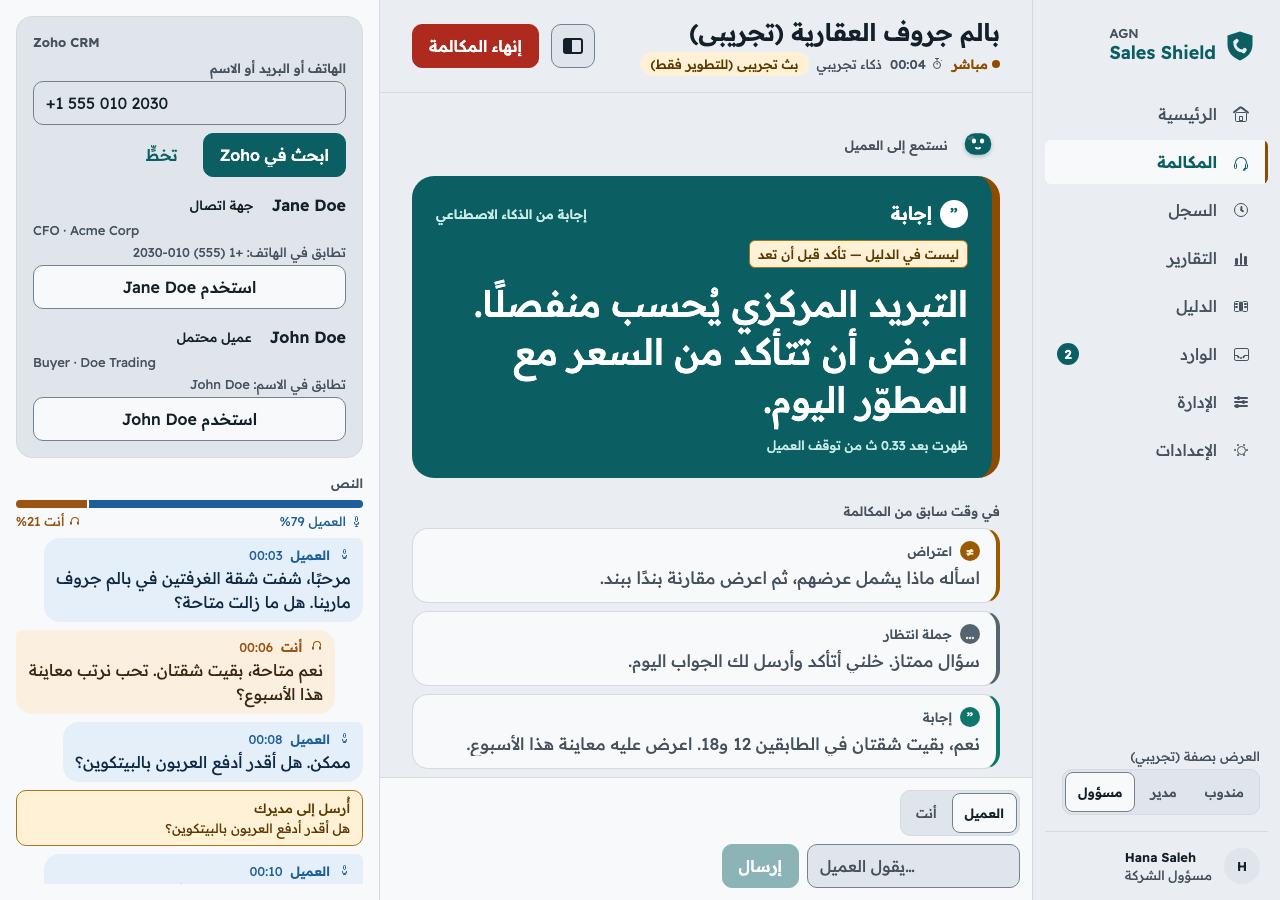 AGN
Sales Shield
الرئيسية
المكالمة
السجل
التقارير
الدليل
الوارد
2
الإدارة
الإعدادات
العرض بصفة (تجريبي)
مندوب
مدير
مسؤول
H
Hana Saleh
مسؤول الشركة
بالم جروف العقارية (تجريبي)
مباشر
00:04
ذكاء تجريبي
بث تجريبي (للتطوير فقط)
إنهاء المكالمة
نستمع إلى العميل
إجابة
إجابة من الذكاء الاصطناعي
ليست في الدليل — تأكد قبل أن تعد
التبريد المركزي يُحسب منفصلًا.
اعرض أن تتأكد من السعر مع
المطوّر اليوم.
ظهرت بعد 0.33 ث من توقف العميل
في وقت سابق من المكالمة
اعتراض
اسأله ماذا يشمل عرضهم، ثم اعرض مقارنة بندًا ببند.
جملة انتظار
سؤال ممتاز. خلني أتأكد وأرسل لك الجواب اليوم.
إجابة
نعم، بقيت شقتان في الطابقين 12 و18. اعرض عليه معاينة هذا الأسبوع.
العميل
أنت
يقول العميل...
إرسال
Zoho CRM
الهاتف أو البريد أو الاسم
+1 555 010 2030
ابحث في Zoho
تخطٍّ
Jane Doe جهة اتصال
CFO · Acme Corp
تطابق في الهاتف: +1 (555) 010-2030
استخدم Jane Doe
John Doe عميل محتمل
Buyer · Doe Trading
تطابق في الاسم: John Doe
استخدم John Doe
النص
العميل 79%
أنت 21%
العميل 00:03
مرحبًا، شفت شقة الغرفتين في بالم جروف
مارينا. هل ما زالت متاحة؟
أنت 00:06
نعم متاحة، بقيت شقتان. تحب نرتب معاينة
هذا الأسبوع؟
العميل 00:08
ممكن. هل أقدر أدفع العربون بالبيتكوين؟
أُرسل إلى مديرك
هل أقدر أدفع العربون بالبيتكوين؟
العميل 00:10